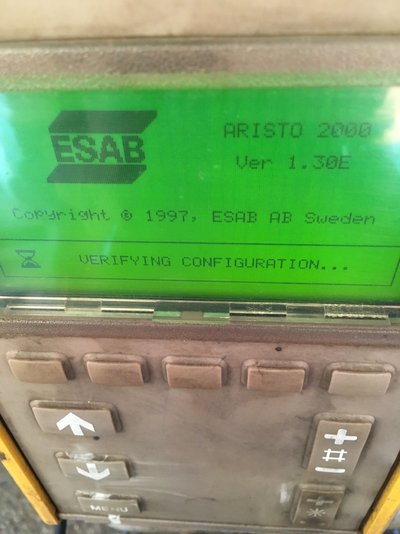 ESAB
ARISTO 2000
Ver 1.30E
Copyright © 1997, ESAB AB Sweden
VERIFYING CONFIGURATION...
+
#
MENU
+
*